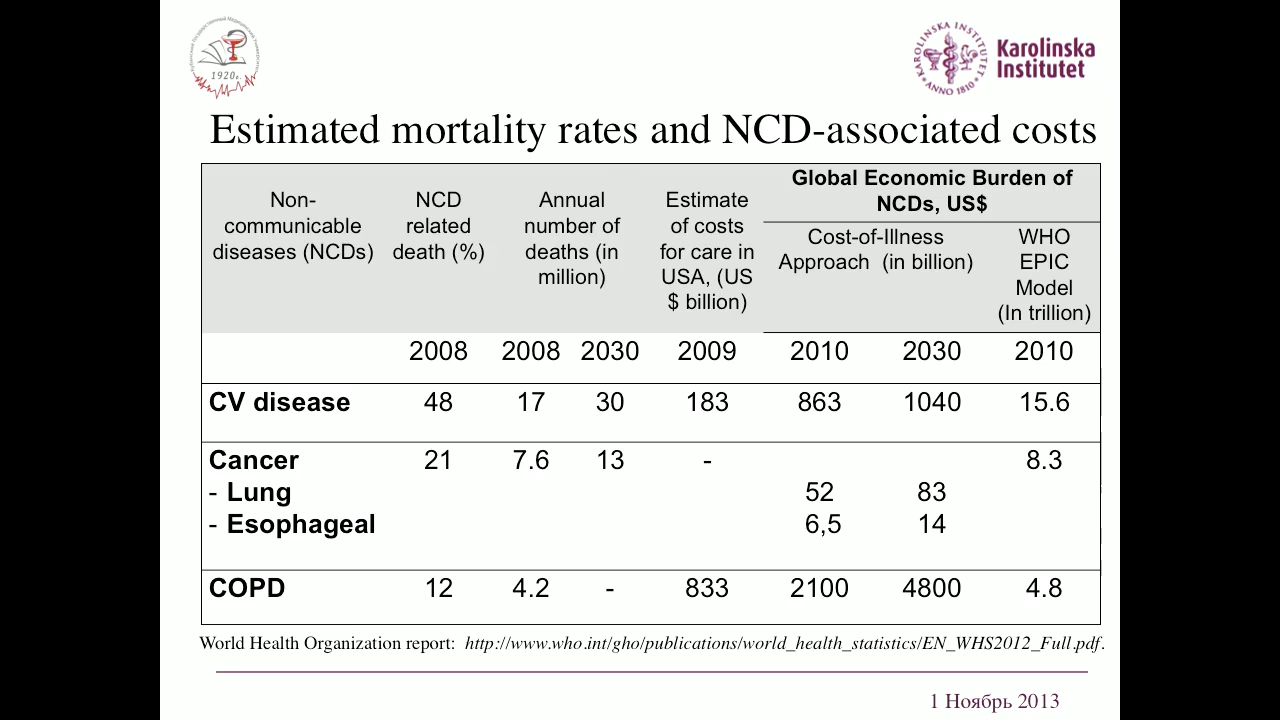 1920г.
KAROLINSKA INSTITUTET
ANNO 1810
Karolinska
Institutet
Estimated mortality rates and NCD-associated costs
Non-
communicable
diseases (NCDs)
NCD
related
death (%)
Annual
number of
deaths (in
million)
Estimate
of costs
for care in
USA, (US
$ billion)
Global Economic Burden of
NCDs, US$
Cost-of-Illness
Approach (in billion)
WHO
EPIC
Model
(In trillion)
2008 2008 2030 2009 2010 2030 2010
CV disease 48 17 30 183 863 1040 15.6
Cancer 21 7.6 13 - 8.3
- Lung 52 83
- Esophageal 6,5 14
COPD 12 4.2 - 833 2100 4800 4.8
World Health Organization report: http://www.who.int/gho/publications/world_health_statistics/EN_WHS2012_Full.pdf.
1 Ноябрь 2013